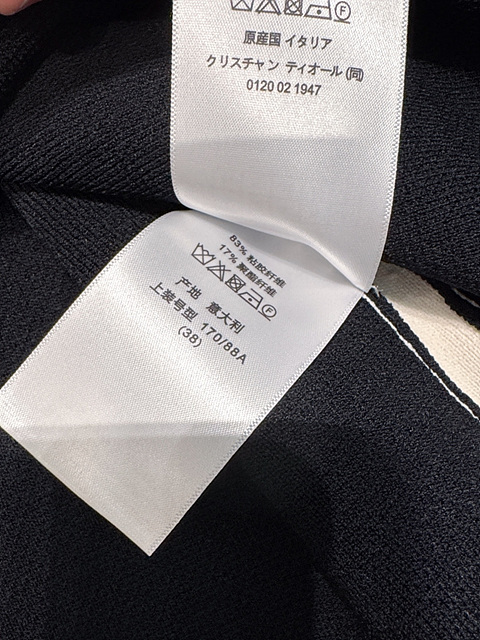 原産国 イタリア
クリスチャン ディオール (同)
0120 02 1947
83% 粘胶纤维
17% 聚酯纤维
产地 意大利
上装号型 170/88A
(38)